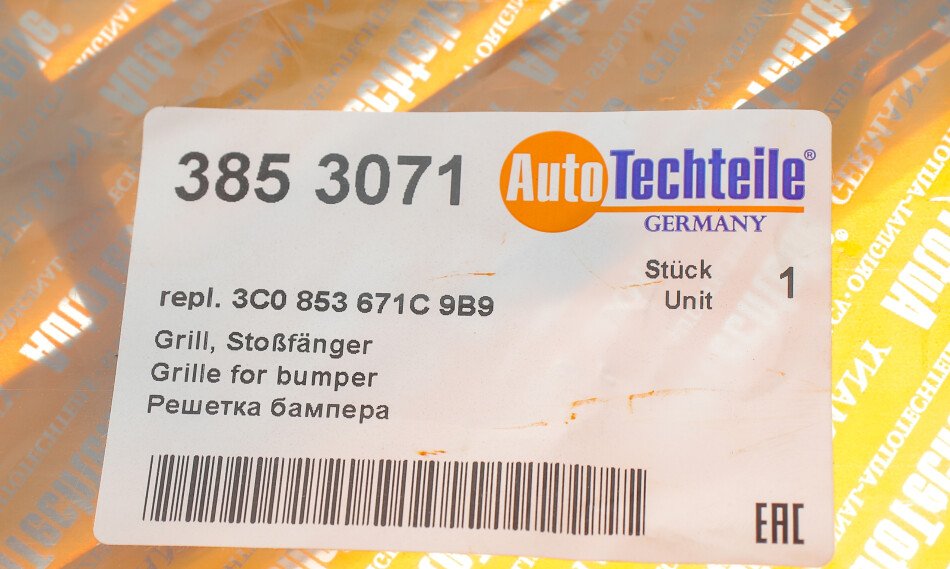 385 3071
AutoTechteile®
GERMANY
Stück 1
Unit
repl. 3C0 853 671C 9B9
Grill, Stoßfänger
Grille for bumper
Решетка бампера
EAC